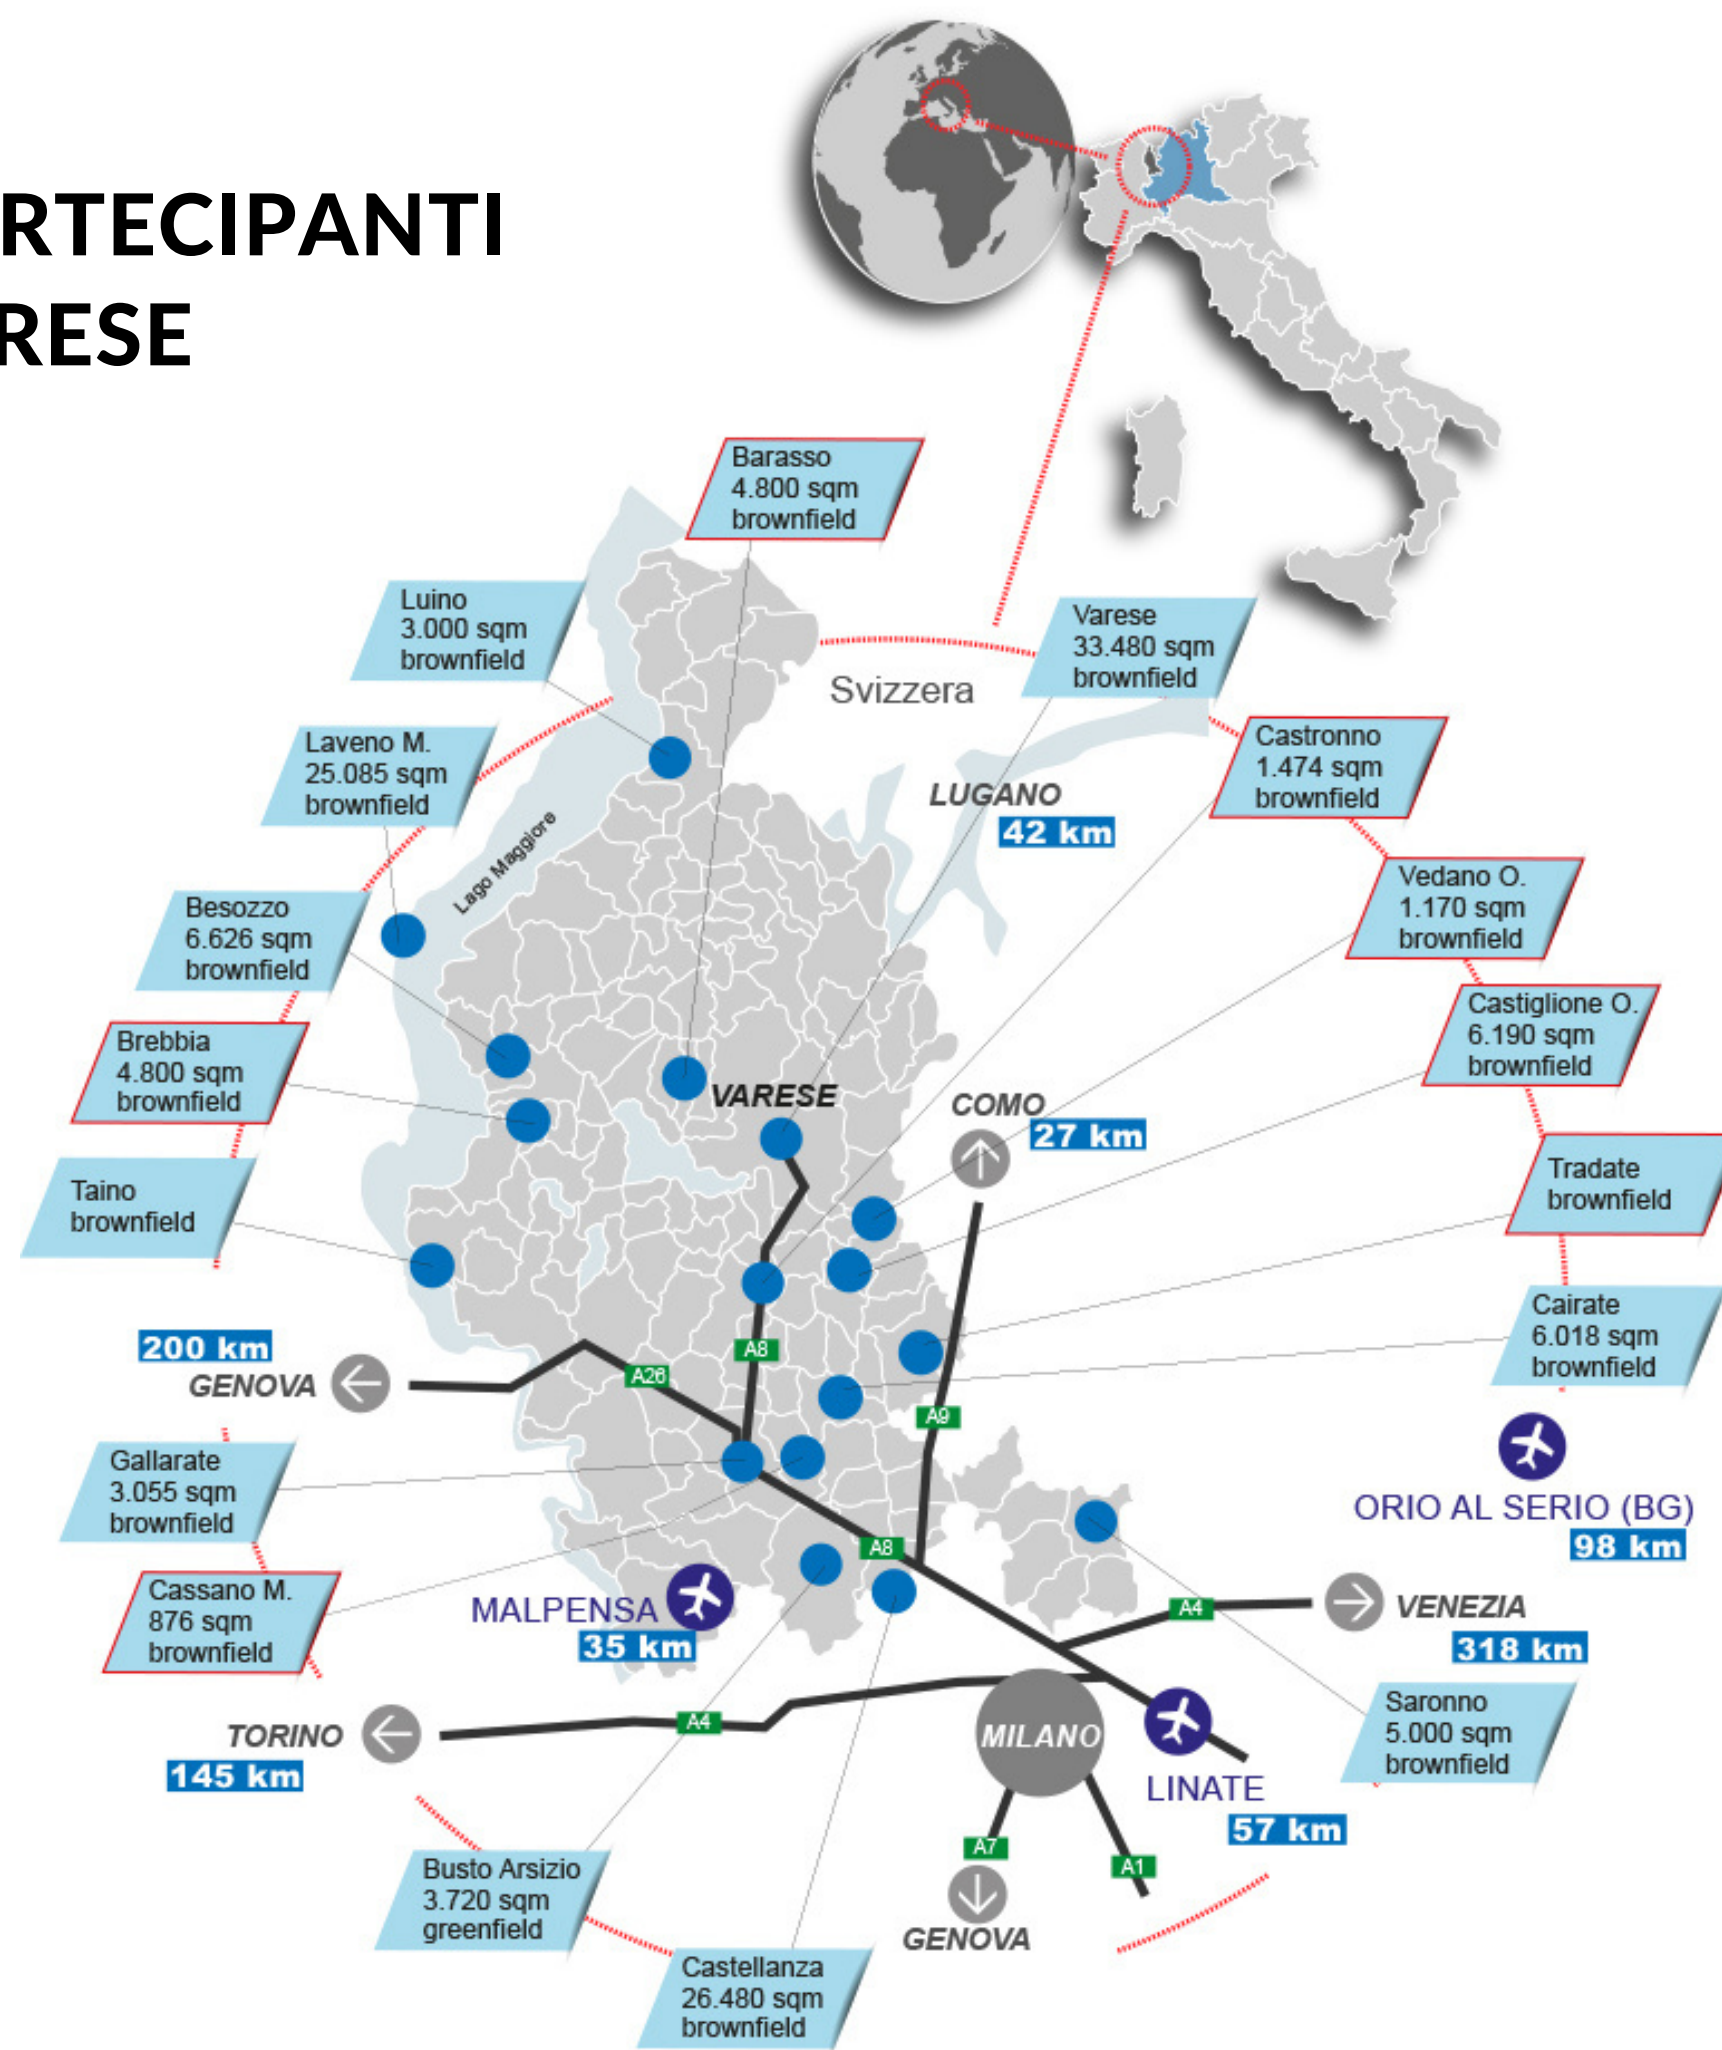 RTECIPANTI
RESE
Barasso
4.800 sqm
brownfield
Luino
3.000 sqm
brownfield
Varese
33.480 sqm
brownfield
Svizzera
Laveno M.
25.085 sqm
brownfield
Castronno
1.474 sqm
brownfield
LUGANO
42 km
Lago Maggiore
Vedano O.
1.170 sqm
brownfield
Besozzo
6.626 sqm
brownfield
Castiglione O.
6.190 sqm
brownfield
Brebbia
4.800 sqm
brownfield
VARESE
COMO
27 km
Tradate
brownfield
Taino
brownfield
Cairate
6.018 sqm
brownfield
200 km
GENOVA
A26
A8
A9
Gallarate
3.055 sqm
brownfield
ORIO AL SERIO (BG)
98 km
A8
Cassano M.
876 sqm
brownfield
MALPENSA
35 km
A4
VENEZIA
318 km
TORINO
145 km
A4
MILANO
LINATE
57 km
Saronno
5.000 sqm
brownfield
A7
A1
GENOVA
Busto Arsizio
3.720 sqm
greenfield
Castellanza
26.480 sqm
brownfield